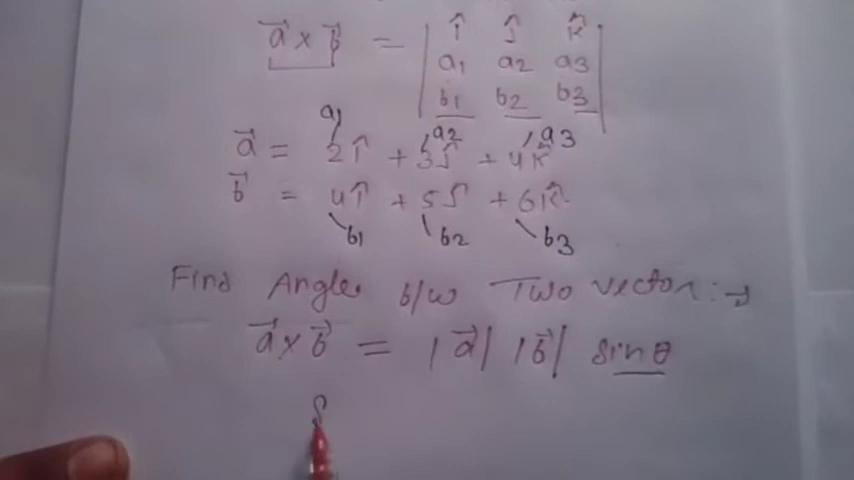 a⃗ × b⃗ = | î ĵ k̂ |
| a1 a2 a3 |
| b1 b2 b3 |
a1 a2 a3
a⃗ = 2î + 3ĵ + 4k̂
b⃗ = 4î + 5ĵ + 6k̂
b1 b2 b3
Find Angle b/w Two vector :→
a⃗ × b⃗ = |a⃗| |b⃗| sinθ